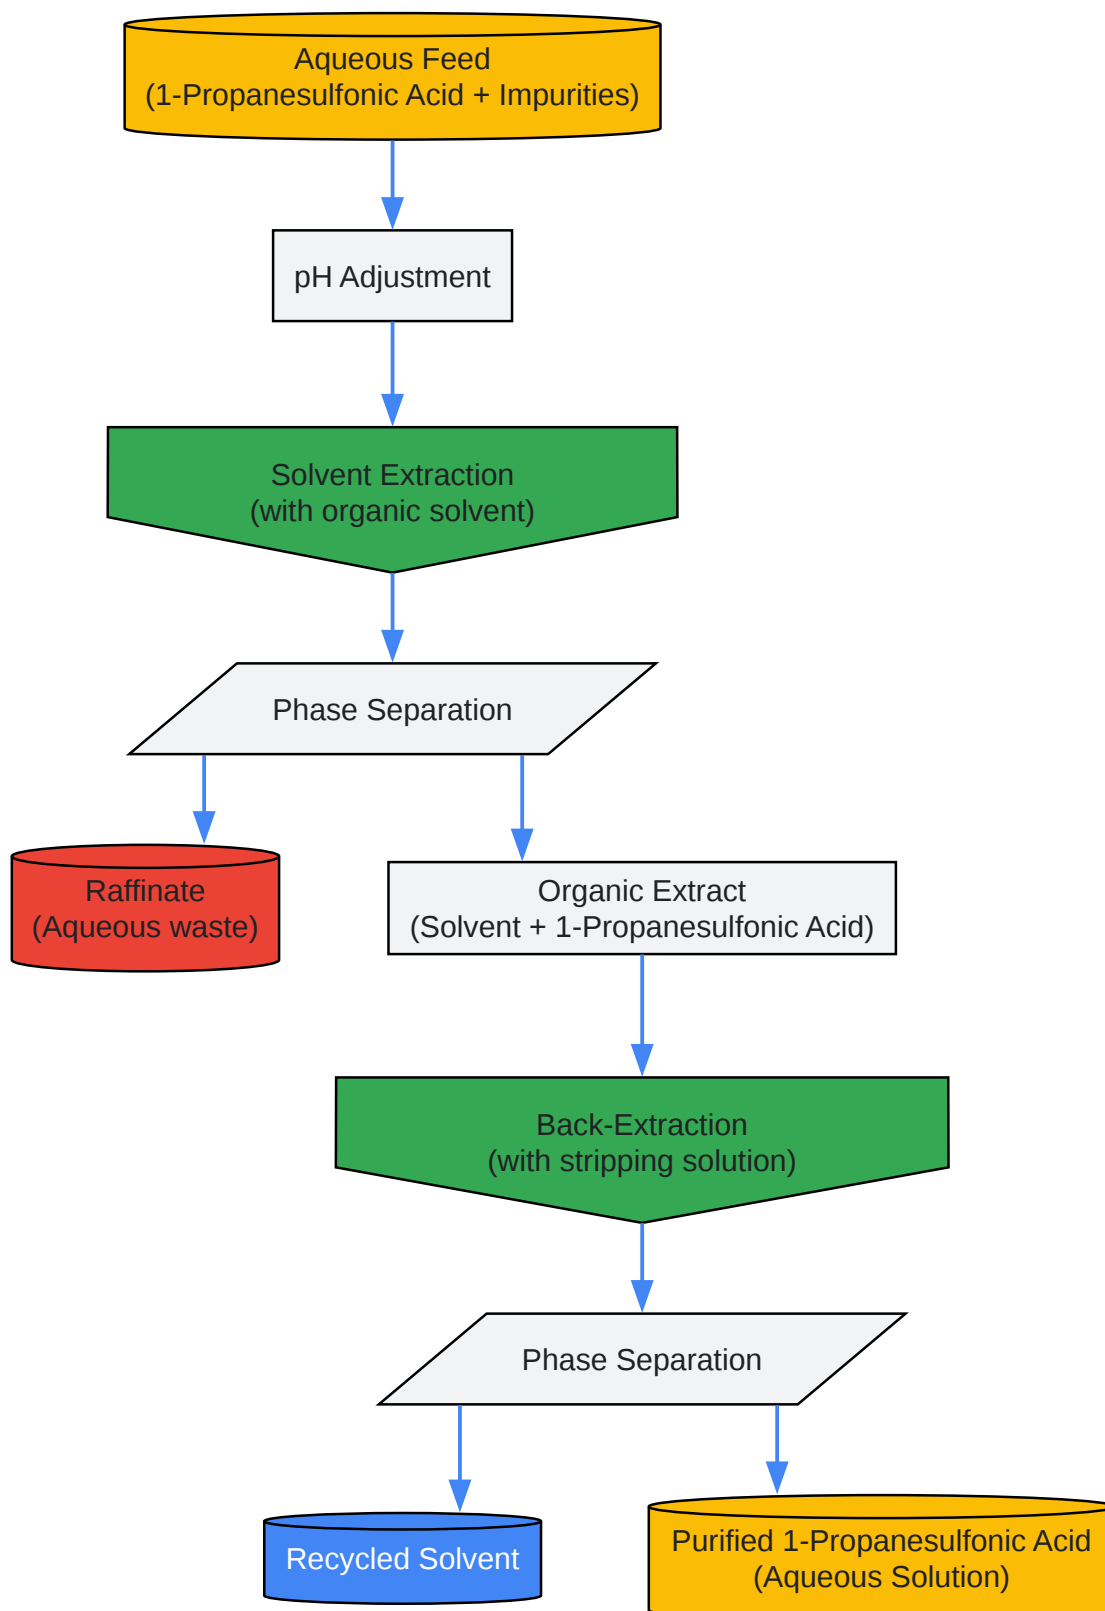 Aqueous Feed
(1-Propanesulfonic Acid + Impurities)
pH Adjustment
Solvent Extraction
(with organic solvent)
Phase Separation
Raffinate
(Aqueous waste)
Organic Extract
(Solvent + 1-Propanesulfonic Acid)
Back-Extraction
(with stripping solution)
Phase Separation
Recycled Solvent
Purified 1-Propanesulfonic Acid
(Aqueous Solution)